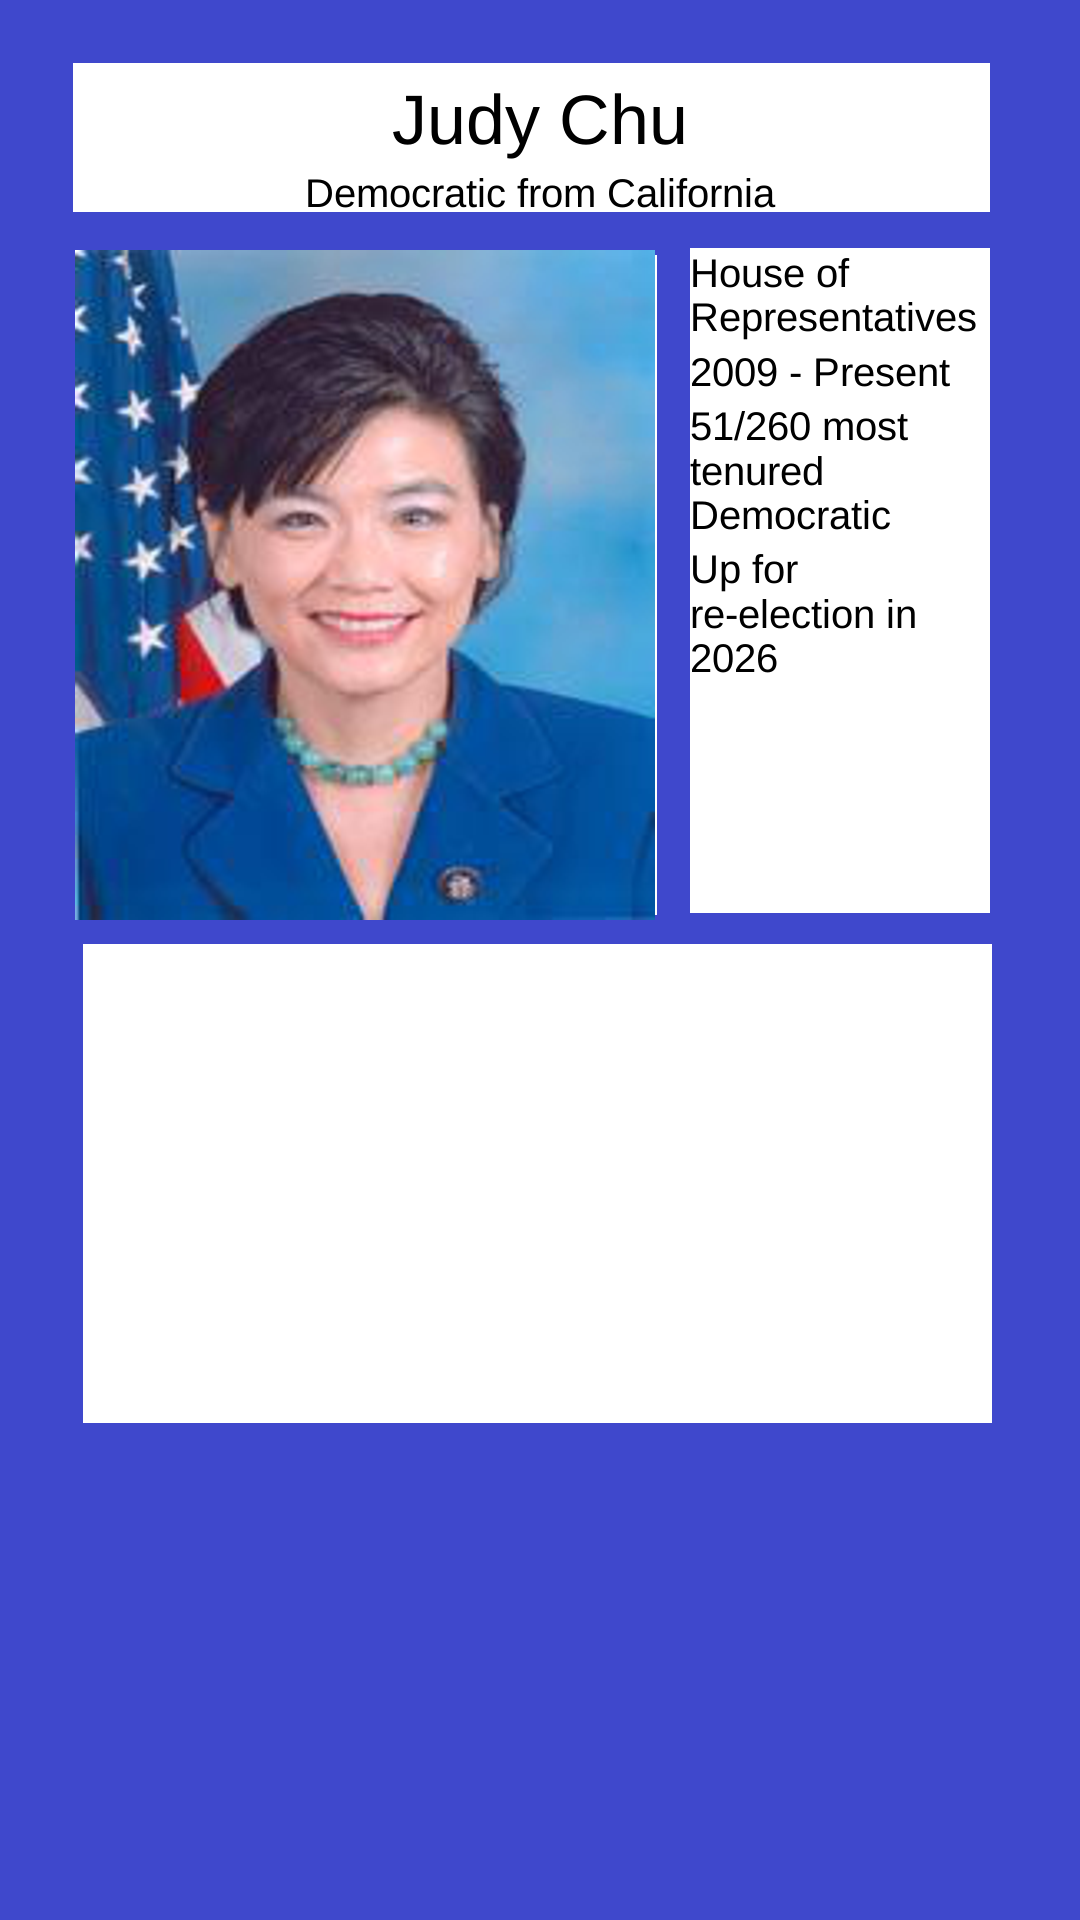 Judy Chu
Democratic from California
House of
Representatives
2009 - Present
51/260 most
tenured
Democratic
Up for
re-election in
2026